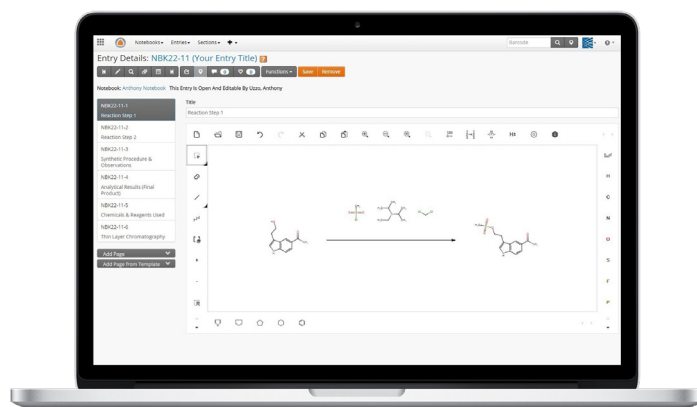 Notebooks Entries Sections Barcode
Entry Details: NBK22-11 (Your Entry Title)
0 0 Functions Save Remove
Notebook: Anthony Notebook This Entry Is Open And Editable By Uzzo, Anthony
NBK22-11-1
Reaction Step 1
NBK22-11-2
Reaction Step 2
NBK22-11-3
Synthetic Procedure &
Observations
NBK22-11-4
Analytical Results (Final
Product)
NBK22-11-5
Chemicals & Reagents Used
NBK22-11-6
Thin Layer Chromatography
Add Page
Add Page from Template
Title
Reaction Step 1
H±
H
C
N
O
S
F
P